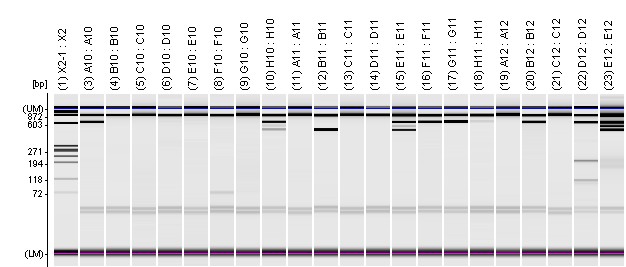 (1) X2-1 : X2
(3) A10 : A10
(4) B10 : B10
(5) C10 : C10
(6) D10 : D10
(7) E10 : E10
(8) F10 : F10
(9) G10 : G10
(10) H10 : H10
(11) A11 : A11
(12) B11 : B11
(13) C11 : C11
(14) D11 : D11
(15) E11 : E11
(16) F11 : F11
(17) G11 : G11
(18) H11 : H11
(19) A12 : A12
(20) B12 : B12
(21) C12 : C12
(22) D12 : D12
(23) E12 : E12
[bp]
(UM)
872
603
271
194
118
72
(LM)